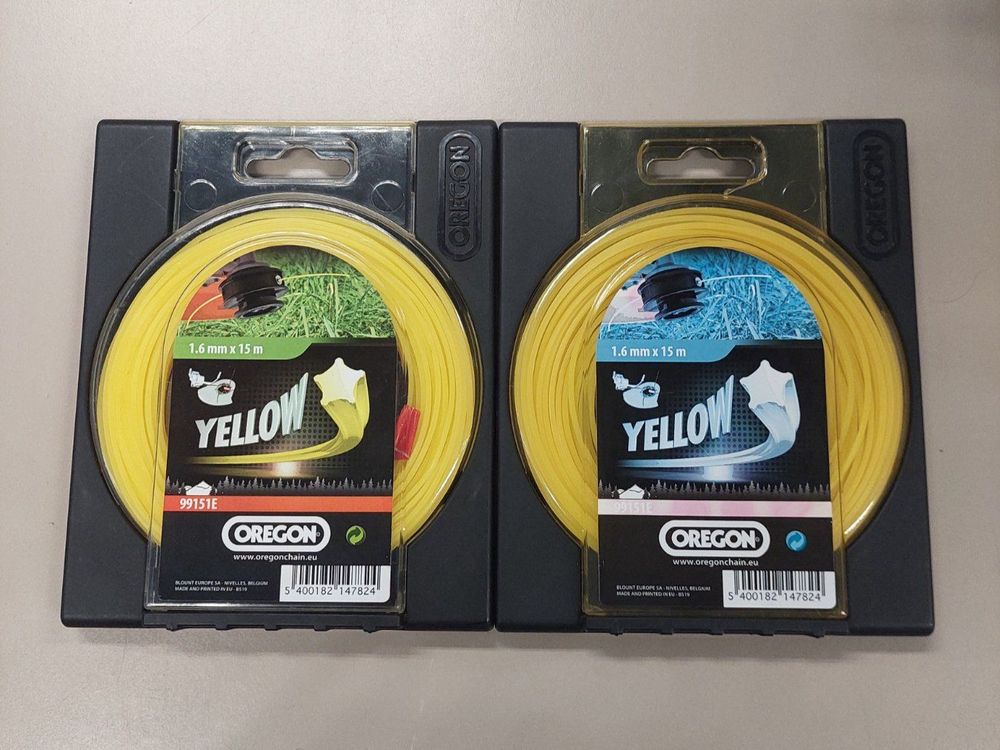 OREGON
1.6 mm x 15 m
YELLOW
99151E
OREGON
www.oregonchain.eu
BLOUNT EUROPE SA - NIVELLES, BELGIUM
MADE AND PRINTED IN EU - BS19
5 400182 147824
OREGON
1.6 mm x 15 m
YELLOW
99151E
OREGON
www.oregonchain.eu
BLOUNT EUROPE SA - NIVELLES, BELGIUM
MADE AND PRINTED IN EU - BS19
5 400182 147824